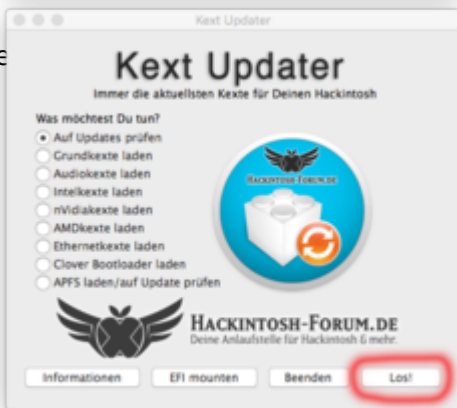 Kext Updater
e
Kext Updater
Immer die aktuellsten Kexte für Deinen Hackintosh
Was möchtest Du tun?
Auf Updates prüfen
Grundkexte laden
Audiokexte laden
Intelkexte laden
nVidiakexte laden
AMDkexte laden
Ethernetkexte laden
Clover Bootloader laden
APFS laden/auf Update prüfen
HACKINTOSH-FORUM.DE
HACKINTOSH-FORUM.DE
Deine Anlaufstelle für Hackintosh & mehr.
Informationen
EFI mounten
Beenden
Los!